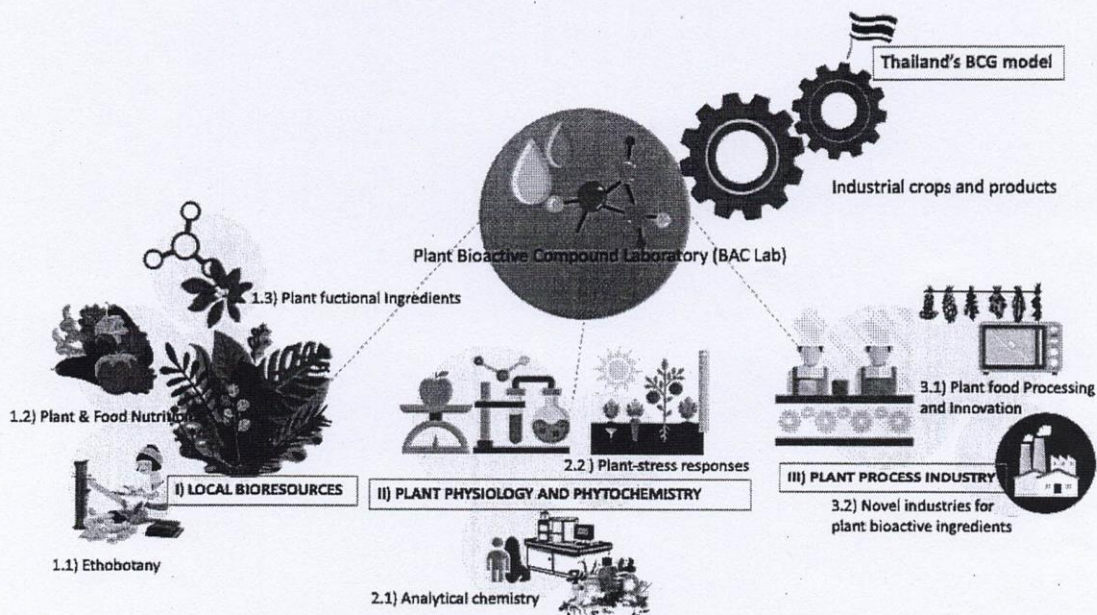 Thailand's BCG model
Industrial crops and products
Plant Bioactive Compound Laboratory (BAC Lab)
1.3) Plant fuctional Ingredients
1.2) Plant & Food Nutrition
I) LOCAL BIORESOURCES
1.1) Ethobotany
2.2 ) Plant-stress responses
II) PLANT PHYSIOLOGY AND PHYTOCHEMISTRY
2.1) Analytical chemistry
3.1) Plant food Processing
and Innovation
III) PLANT PROCESS INDUSTRY
3.2) Novel industries for
plant bioactive ingredients